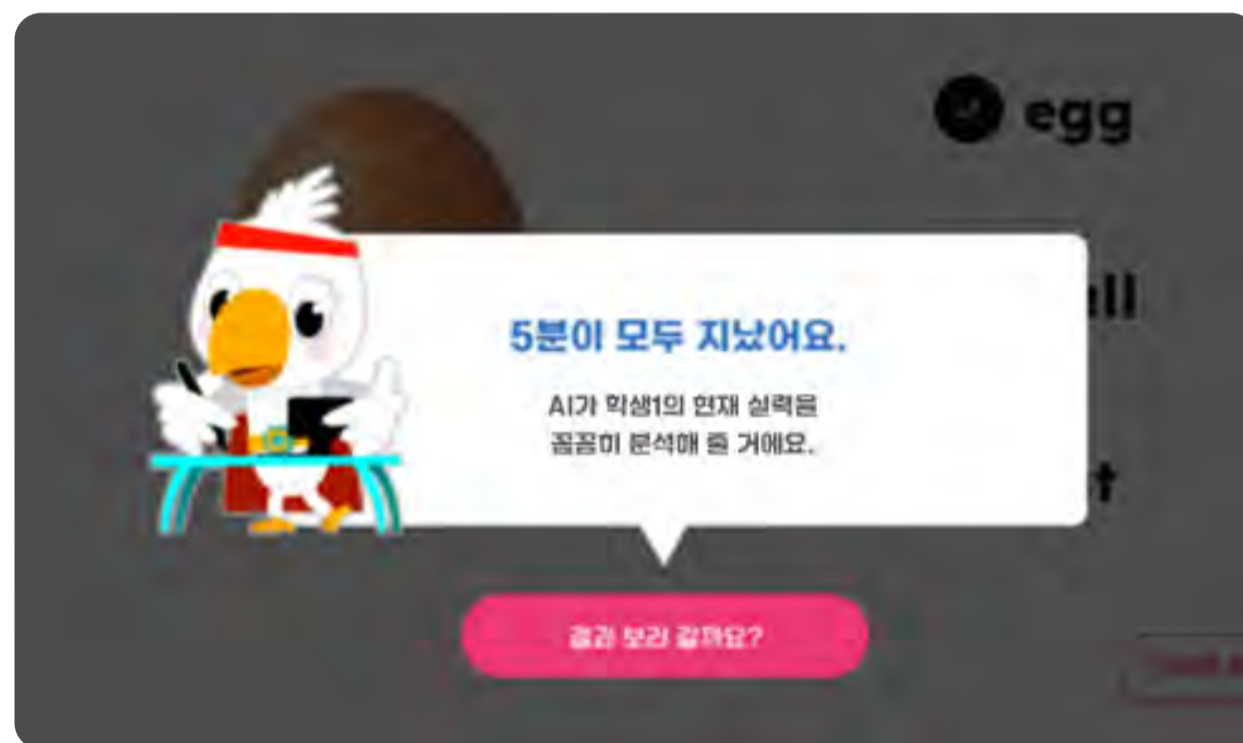 egg
ell
t
5분이 모두 지났어요.
AI가 학생1의 현재 실력을
꼼꼼히 분석해 줄 거예요.
결과 보러 갈까요?